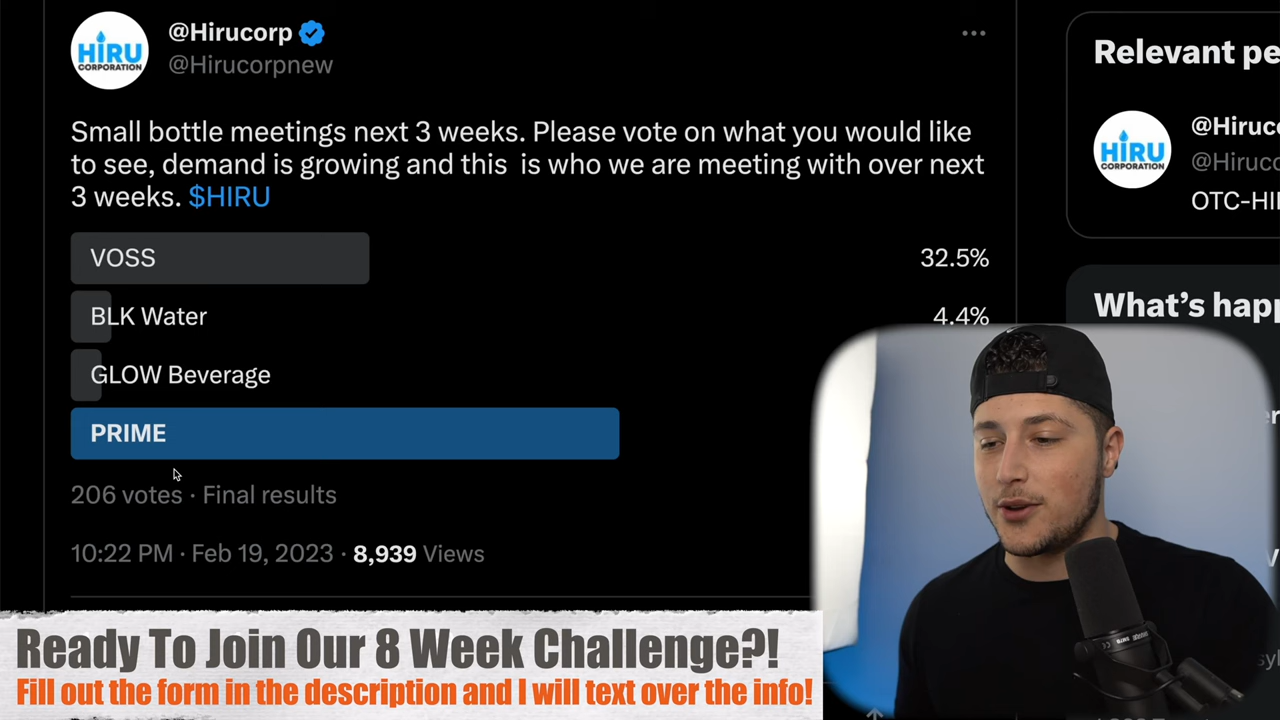 HIRU
CORPORATION
@Hirucorp
@Hirucorpnew
Small bottle meetings next 3 weeks. Please vote on what you would like
to see, demand is growing and this is who we are meeting with over next
3 weeks. $HIRU
VOSS 32.5%
BLK Water 4.4%
GLOW Beverage
PRIME
206 votes · Final results
10:22 PM · Feb 19, 2023 · 8,939 Views
Relevant pe
HIRU
CORPORATION
@Hiruc
@Hiruc
OTC-HI
What's hap
Ready To Join Our 8 Week Challenge?!
Fill out the form in the description and I will text over the info!